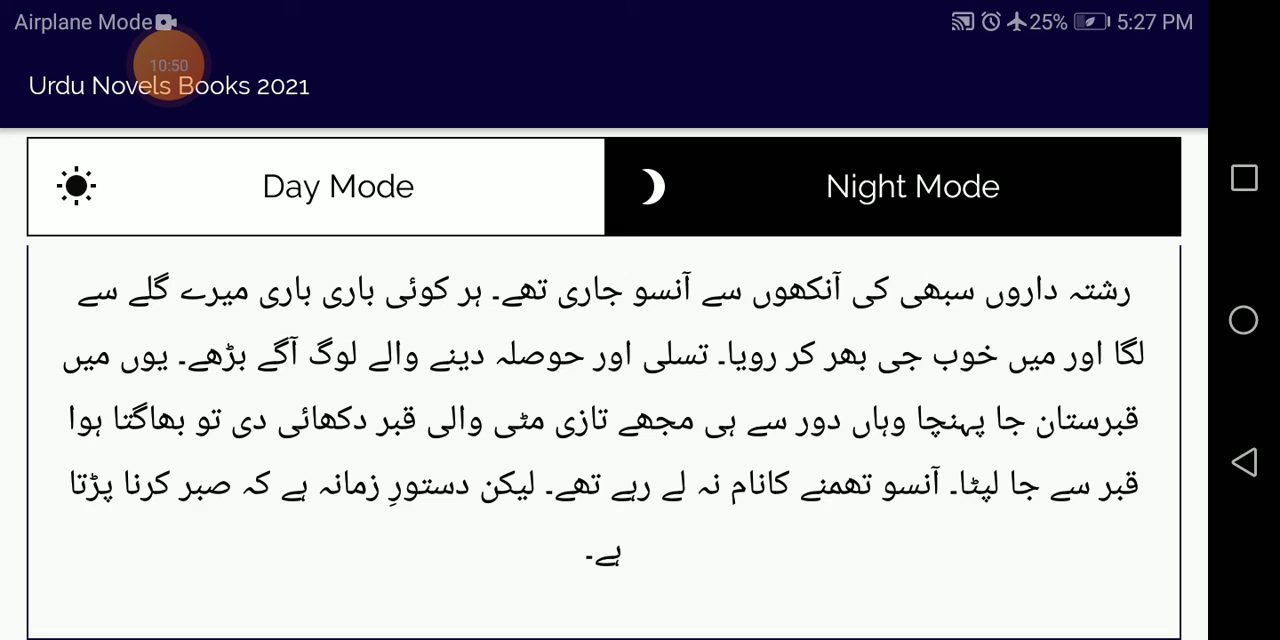 Airplane Mode 25% 5:27 PM
10:50
Urdu Novels Books 2021
Day Mode Night Mode
رشتہ داروں سبھی کی آنکھوں سے آنسو جاری تھے۔ ہر کوئی باری باری میرے گلے سے
لگا اور میں خوب جی بھر کر رویا۔ تسلی اور حوصلہ دینے والے لوگ آگے بڑھے۔ یوں میں
قبرستان جا پہنچا وہاں دور سے ہی مجھے تازی مٹی والی قبر دکھائی دی تو بھاگتا ہوا
قبر سے جا لپٹا۔ آنسو تھمنے کانام نہ لے رہے تھے۔ لیکن دستورِ زمانہ ہے کہ صبر کرنا پڑتا
ہے۔